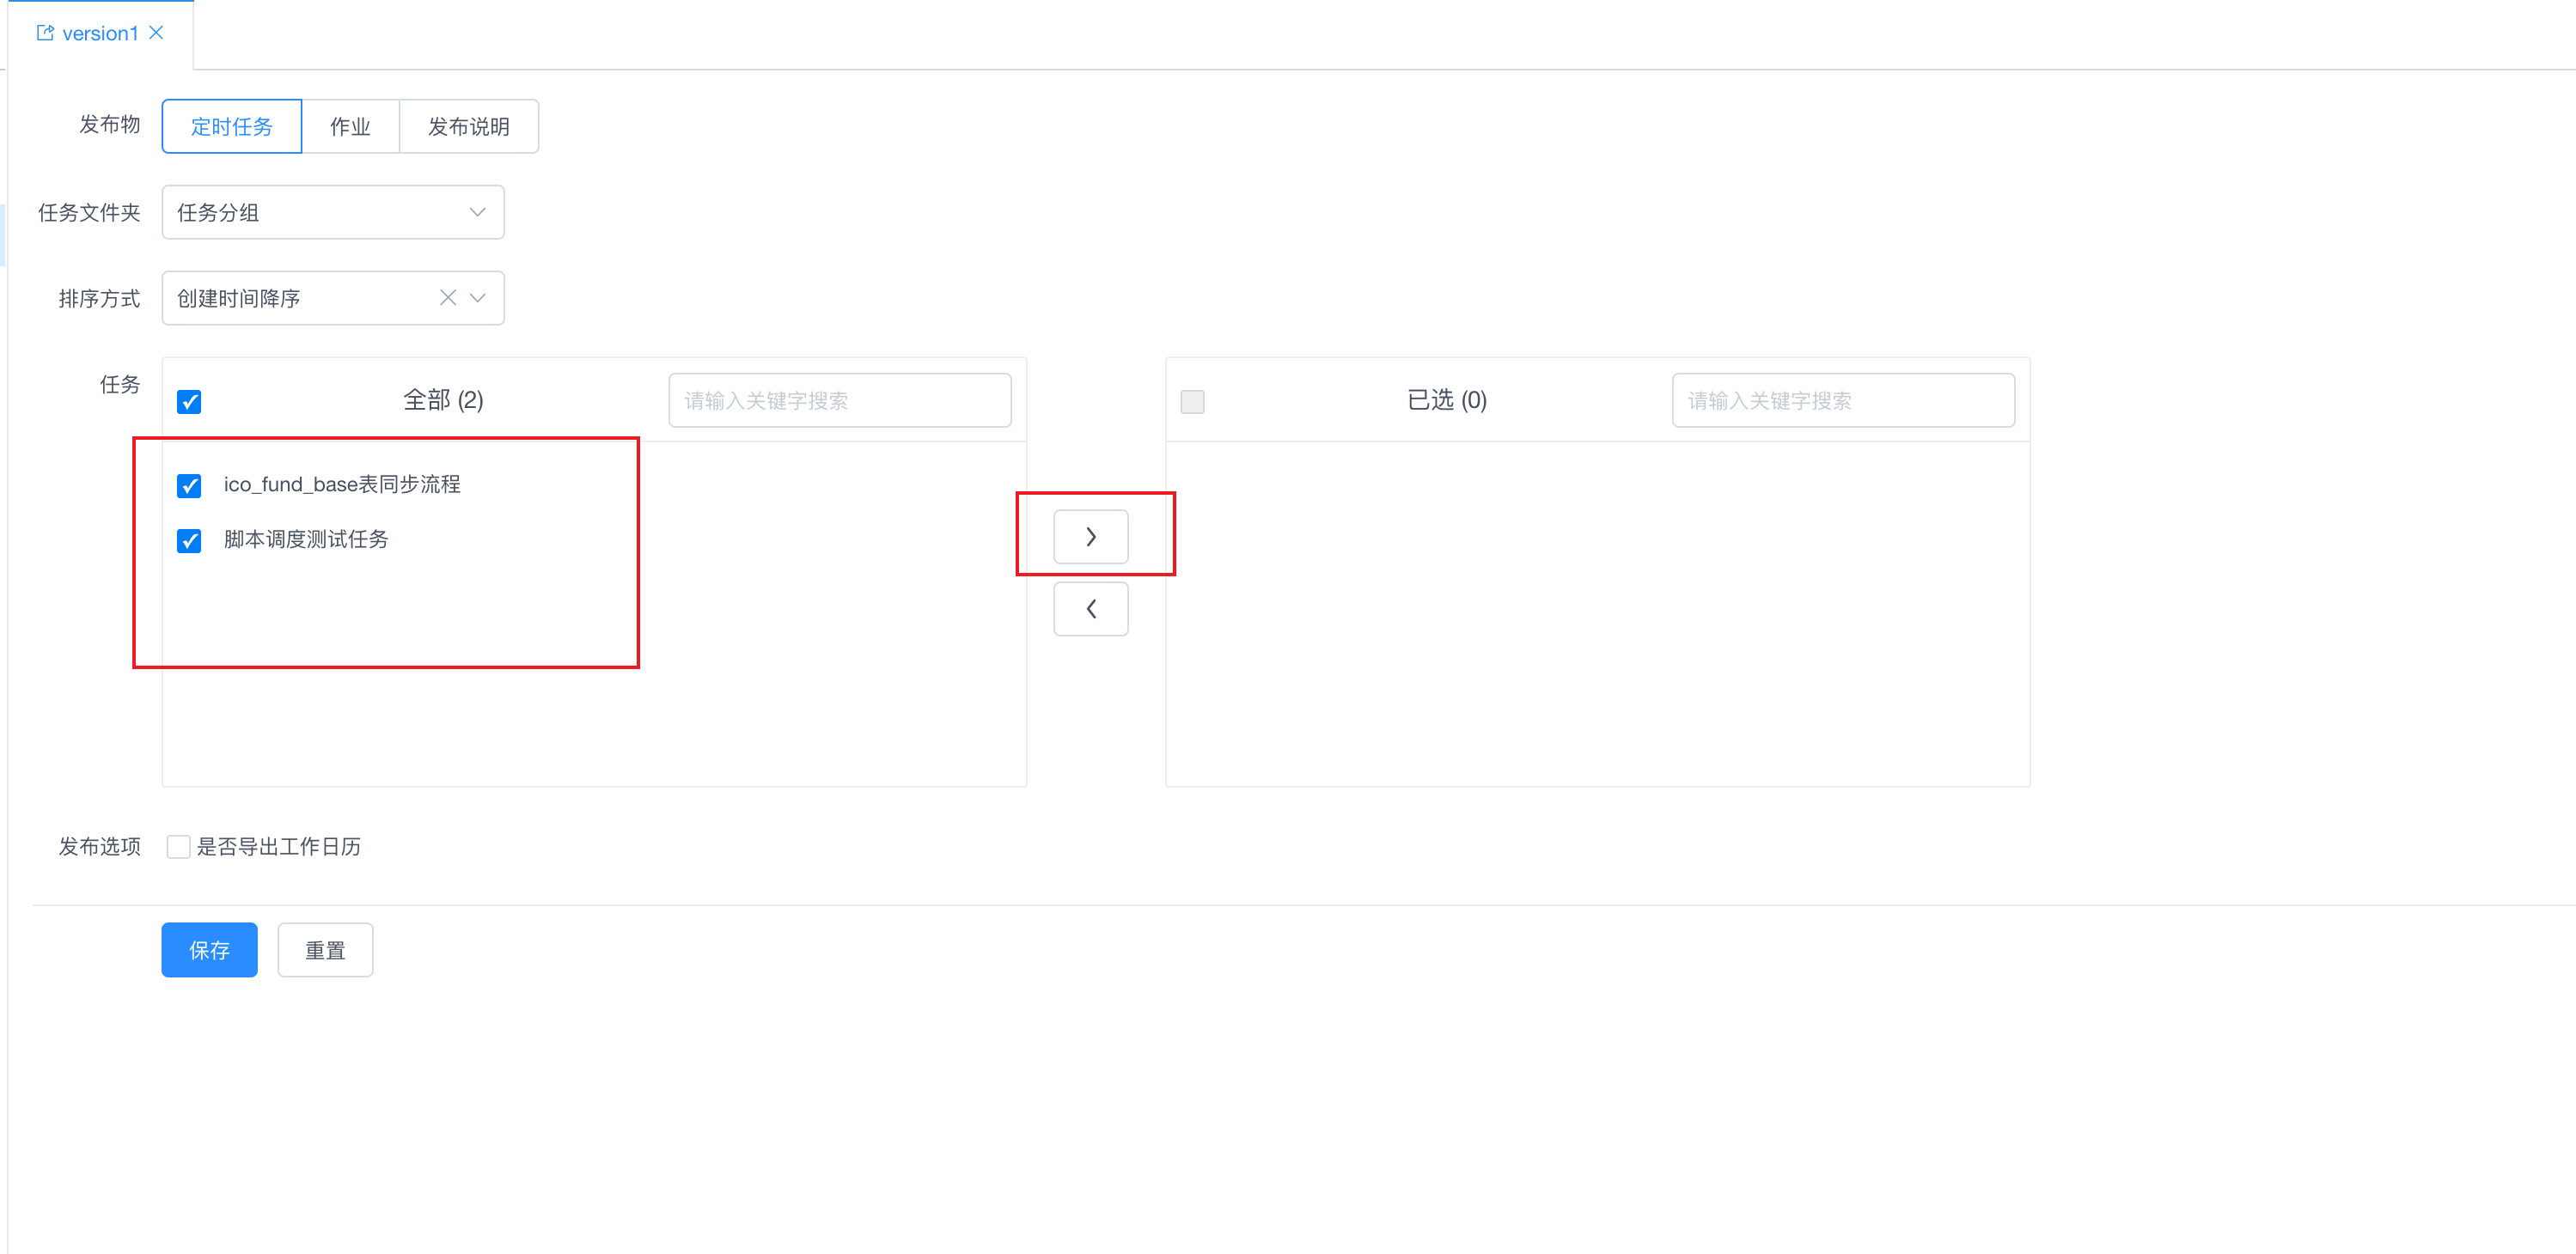 version1
发布物 定时任务 作业 发布说明
任务文件夹 任务分组
排序方式 创建时间降序
任务 全部 (2) 请输入关键字搜索 已选 (0) 请输入关键字搜索
ico_fund_base表同步流程
脚本调度测试任务
发布选项 是否导出工作日历
保存 重置